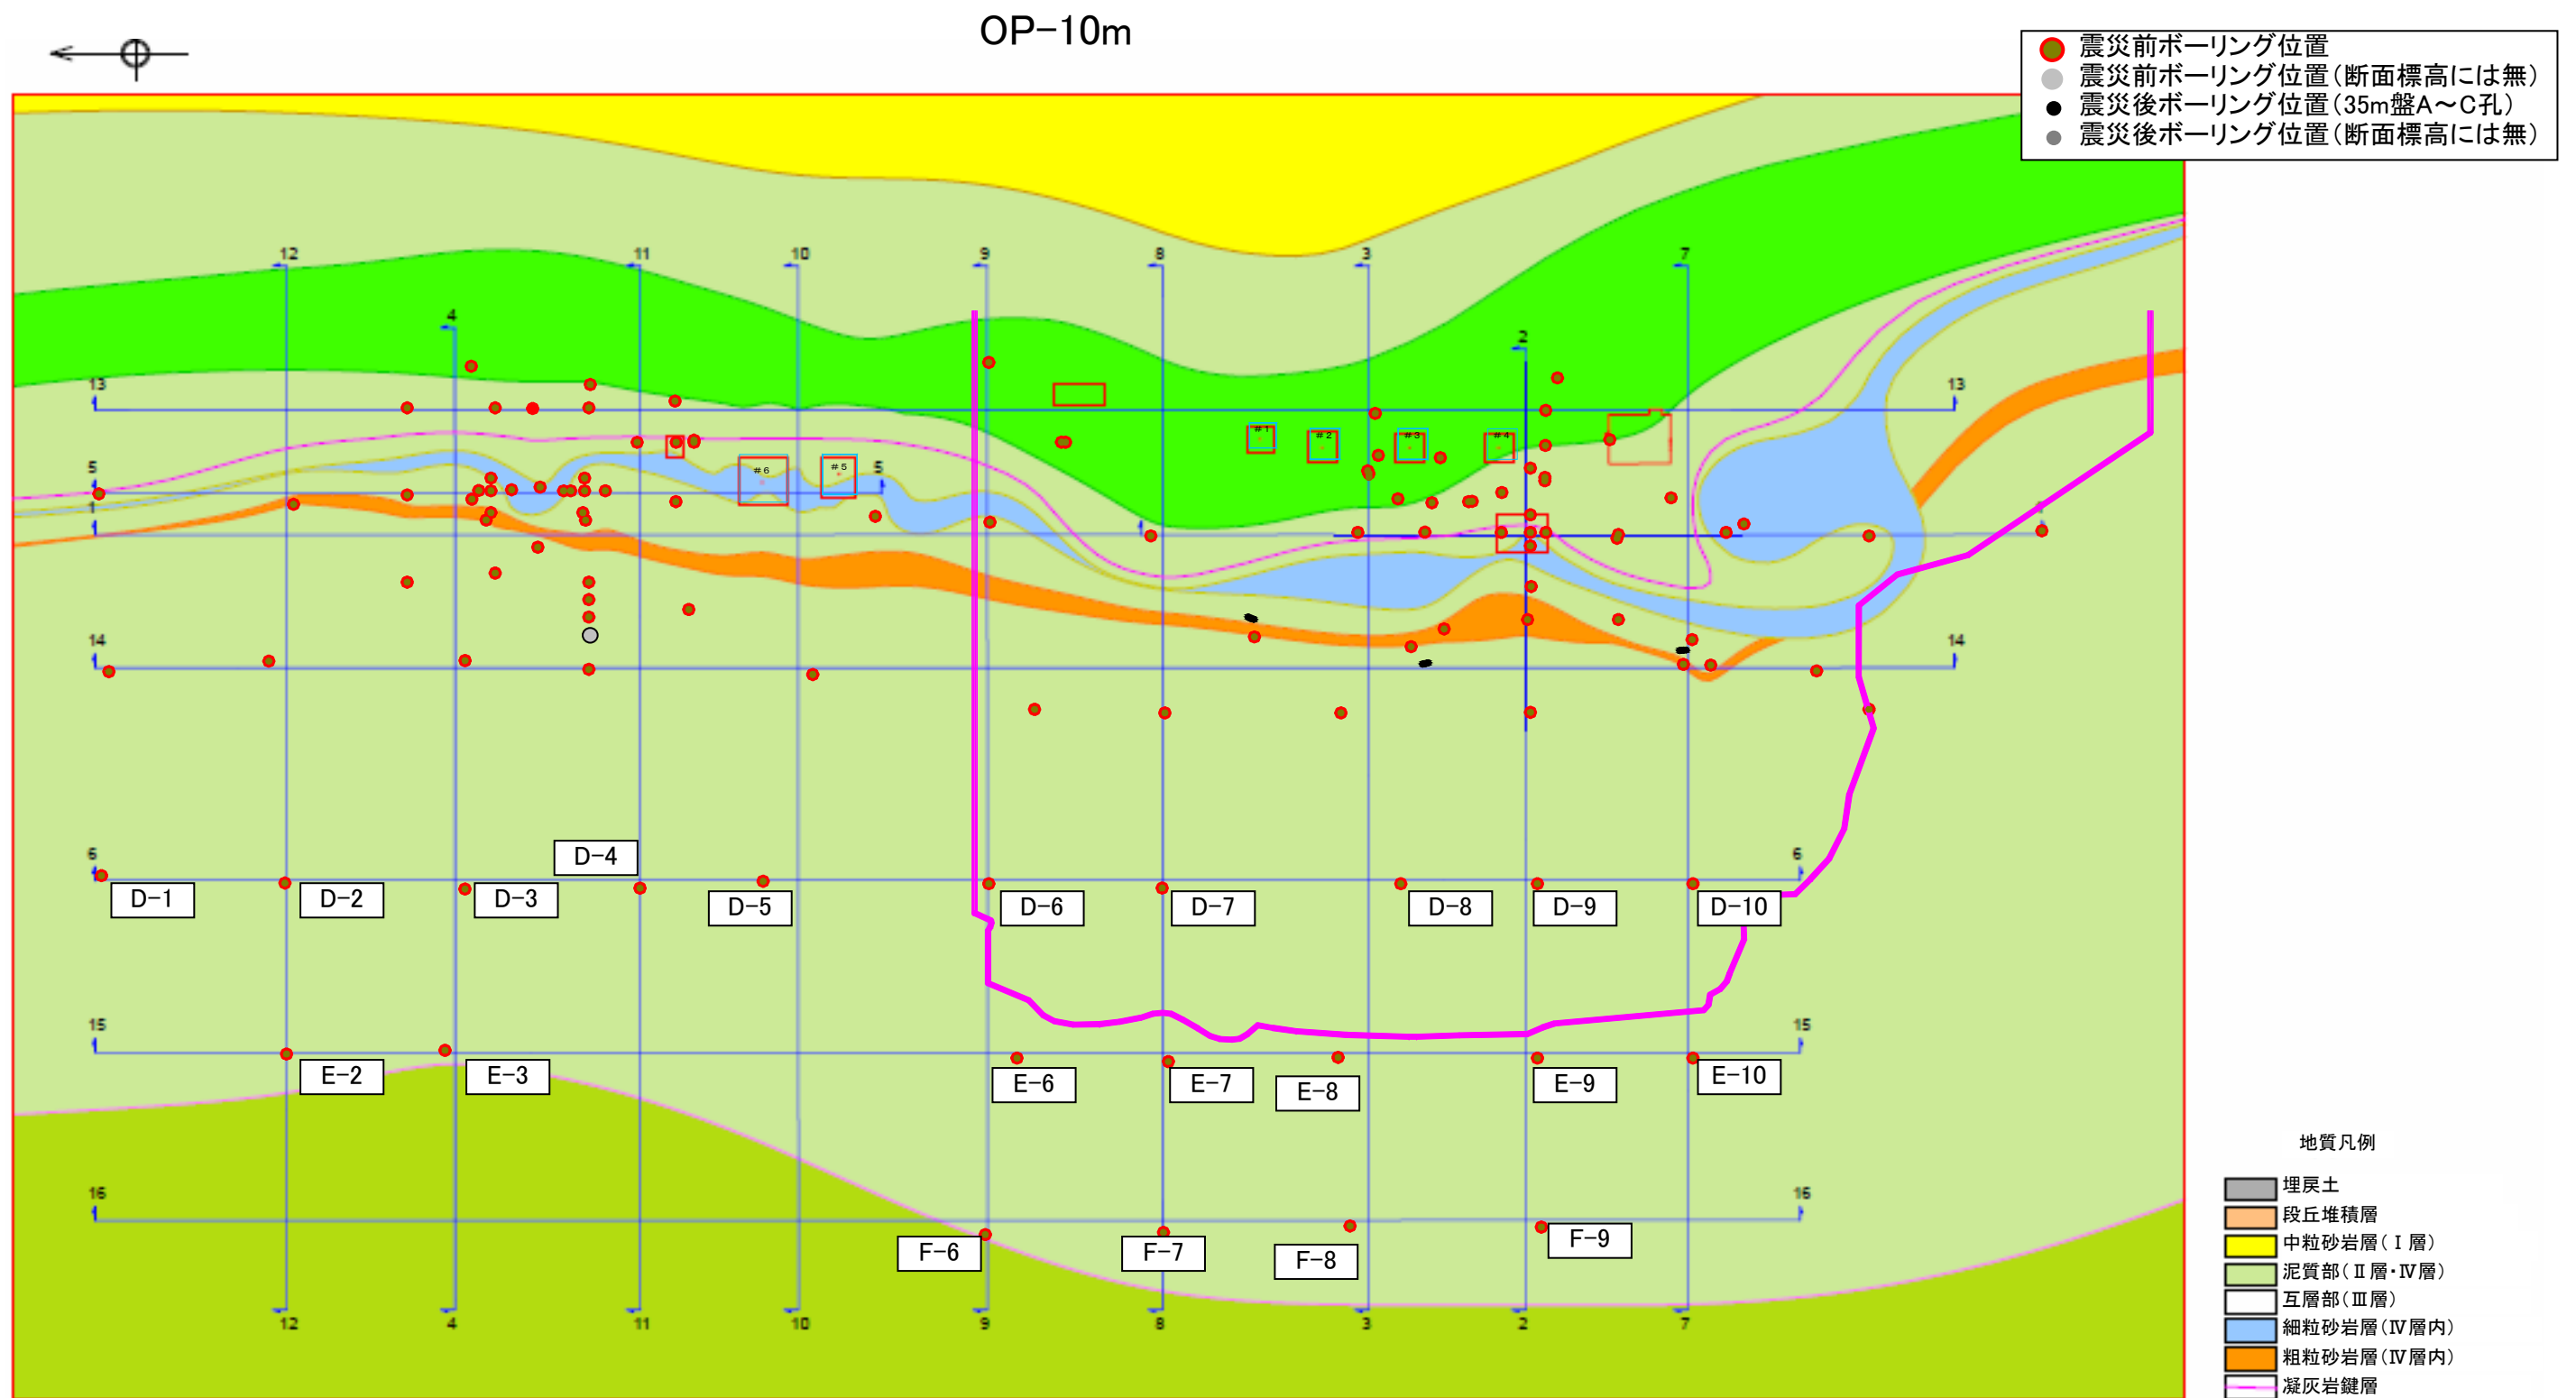 OP-10m
震災前ボーリング位置
震災前ボーリング位置(断面標高には無)
震災後ボーリング位置(35m盤A～C孔)
震災後ボーリング位置(断面標高には無)
12 11 10 9 8 3 7
4
2
13 13
#1 #2 #3 #4
5 #6 #5 5
1
14 14
6 6
D-4
D-1 D-2 D-3 D-5 D-6 D-7 D-8 D-9 D-10
15 15
E-2 E-3 E-6 E-7 E-8 E-9 E-10
16 16
F-6 F-7 F-8 F-9
12 4 11 10 9 8 3 2 7
地質凡例
埋戻土
段丘堆積層
中粒砂岩層(Ⅰ層)
泥質部(Ⅱ層・Ⅳ層)
互層部(Ⅲ層)
細粒砂岩層(Ⅳ層内)
粗粒砂岩層(Ⅳ層内)
凝灰岩鍵層